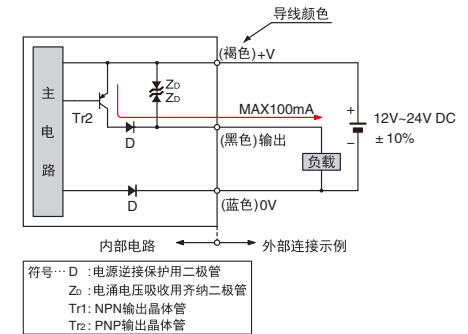 导线颜色
(褐色)+V
主
电
路
Tr2
ZD
ZD
MAX100mA
D
(黑色)输出
+
−
12V~24V DC
±10%
负载
D
(蓝色)0V
内部电路
外部连接示例
符号…D :电源逆接保护用二极管
ZD :电涌电压吸收用齐纳二极管
Tr1: NPN输出晶体管
Tr2: PNP输出晶体管